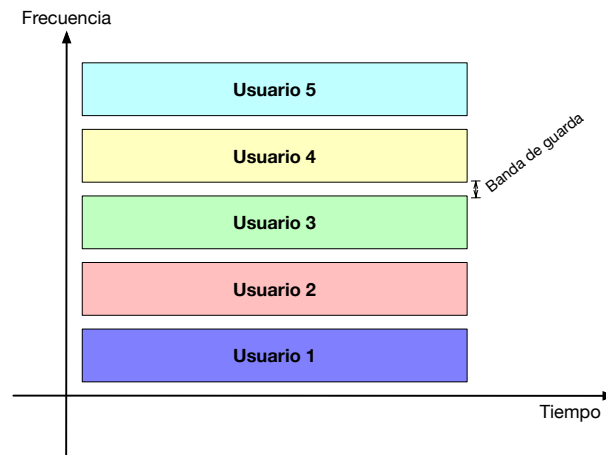 Frecuencia
Usuario 5
Usuario 4
Banda de guarda
Usuario 3
Usuario 2
Usuario 1
Tiempo